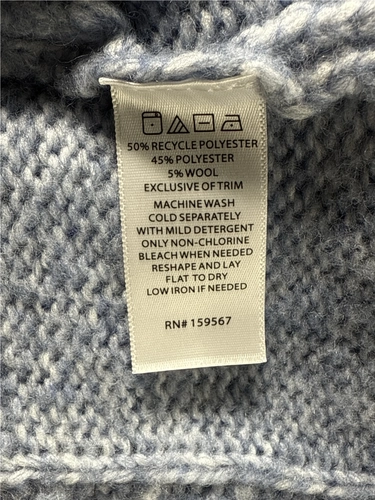 50% RECYCLE POLYESTER
45% POLYESTER
5% WOOL
EXCLUSIVE OF TRIM
MACHINE WASH
COLD SEPARATELY
WITH MILD DETERGENT
ONLY NON-CHLORINE
BLEACH WHEN NEEDED
RESHAPE AND LAY
FLAT TO DRY
LOW IRON IF NEEDED
RN# 159567